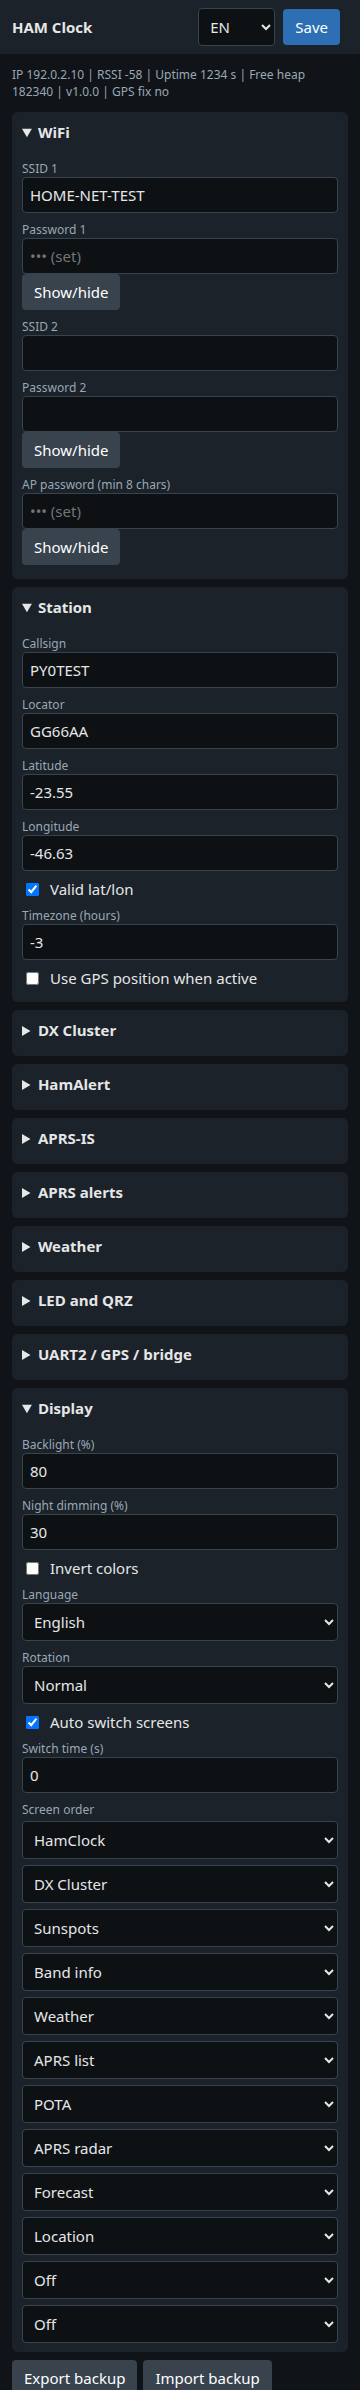 HAM Clock
EN
Save
IP 192.0.2.10 | RSSI -58 | Uptime 1234 s | Free heap
182340 | v1.0.0 | GPS fix no
▼ WiFi
SSID 1
HOME-NET-TEST
Password 1
••• (set)
Show/hide
SSID 2
Password 2
Show/hide
AP password (min 8 chars)
••• (set)
Show/hide
▼ Station
Callsign
PY0TEST
Locator
GG66AA
Latitude
-23.55
Longitude
-46.63
Valid lat/lon
Timezone (hours)
-3
Use GPS position when active
▶ DX Cluster
▶ HamAlert
▶ APRS-IS
▶ APRS alerts
▶ Weather
▶ LED and QRZ
▶ UART2 / GPS / bridge
▼ Display
Backlight (%)
80
Night dimming (%)
30
Invert colors
Language
English
Rotation
Normal
Auto switch screens
Switch time (s)
0
Screen order
HamClock
DX Cluster
Sunspots
Band info
Weather
APRS list
POTA
APRS radar
Forecast
Location
Off
Off
Export backup
Import backup